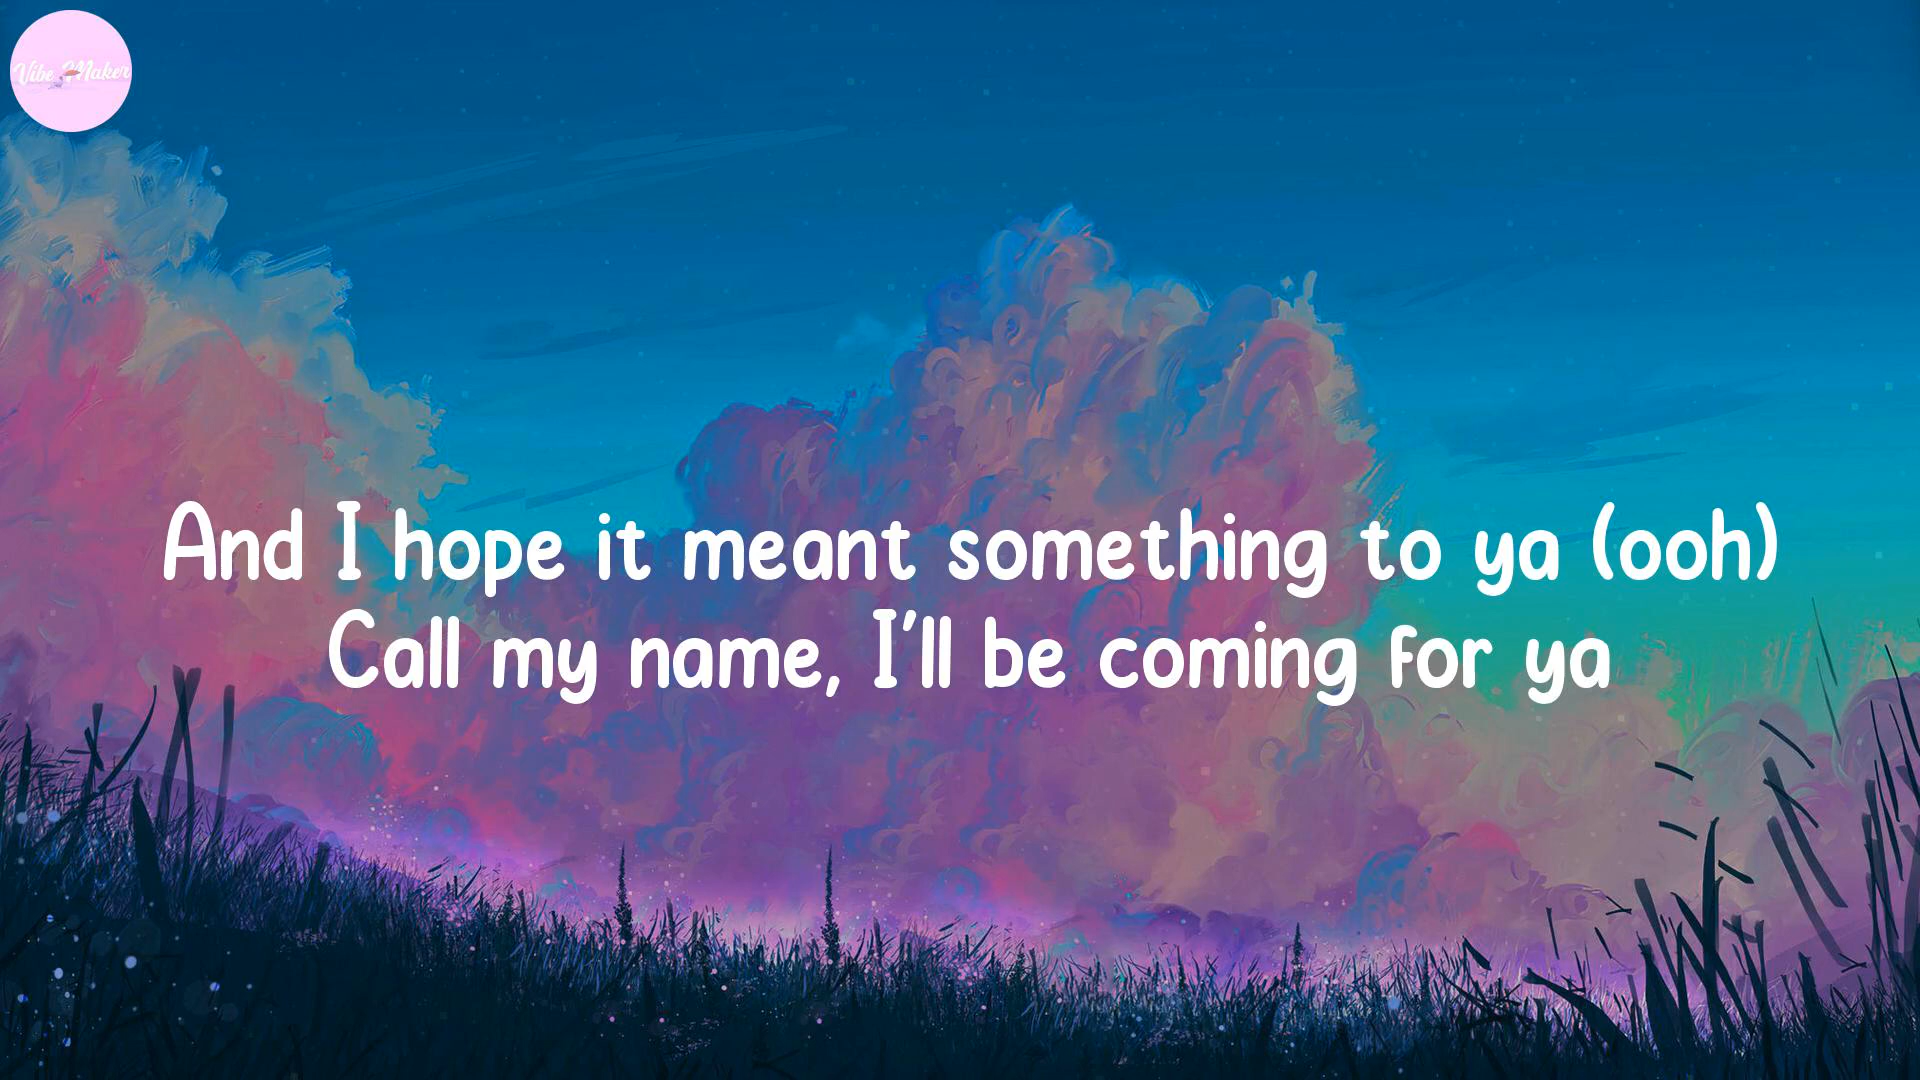 Vibe Maker
And I hope it meant something to ya (ooh)
Call my name, I'll be coming for ya